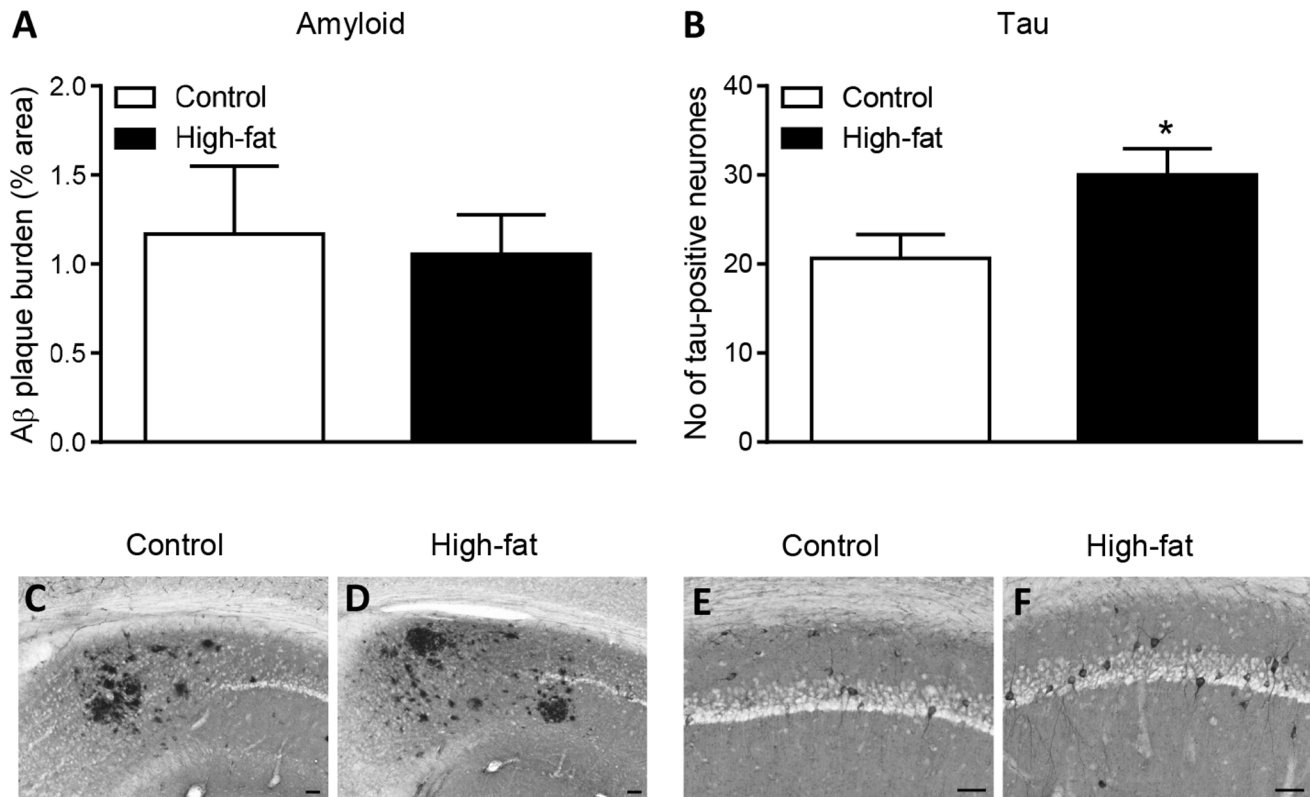 A
Amyloid
Aβ plaque burden (% area)
2.0
1.5
1.0
0.5
0.0
Control
High-fat
B
Tau
No of tau-positive neurones
40
30
20
10
0
Control
High-fat
*
Control
High-fat
Control
High-fat
C
D
E
F